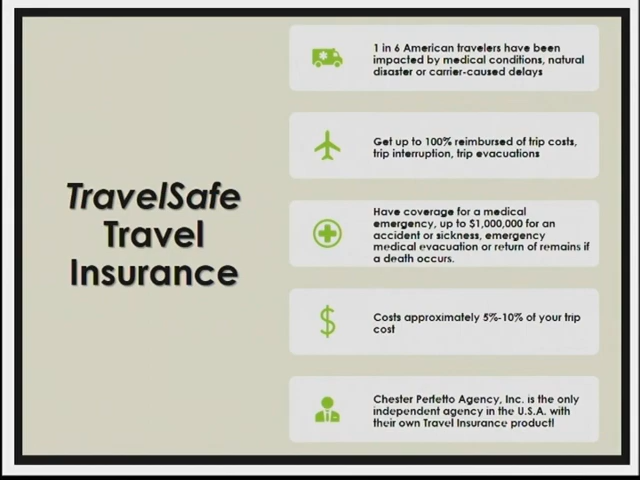 TravelSafe
Travel
Insurance
1 in 6 American travelers have been
impacted by medical conditions, natural
disaster or carrier-caused delays
Get up to 100% reimbursed of trip costs,
trip interruption, trip evacuations
Have coverage for a medical
emergency, up to $1,000,000 for an
accident or sickness, emergency
medical evacuation or return of remains if
a death occurs.
Costs approximately 5%-10% of your trip
cost
Chester Perfetto Agency, Inc. is the only
independent agency in the U.S.A. with
their own Travel Insurance product!